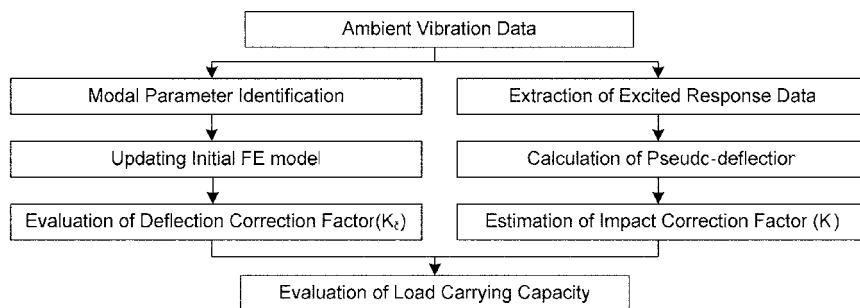 Ambient Vibration Data
Modal Parameter Identification
Extraction of Excited Response Data
Updating Initial FE model
Calculation of Pseudo-deflection
Evaluation of Deflection Correction Factor(Kξ)
Estimation of Impact Correction Factor (K)
Evaluation of Load Carrying Capacity